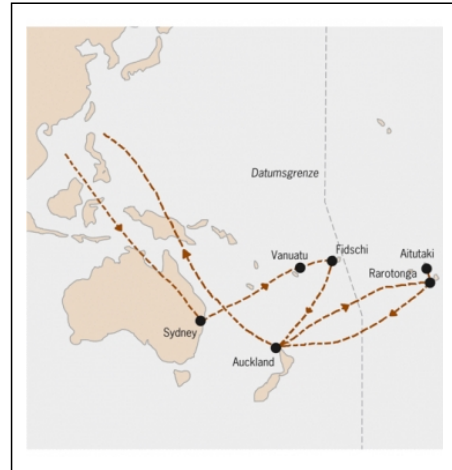 Datumsgrenze
Vanuatu
Fidschi
Aitutaki
Rarotonga
Sydney
Auckland